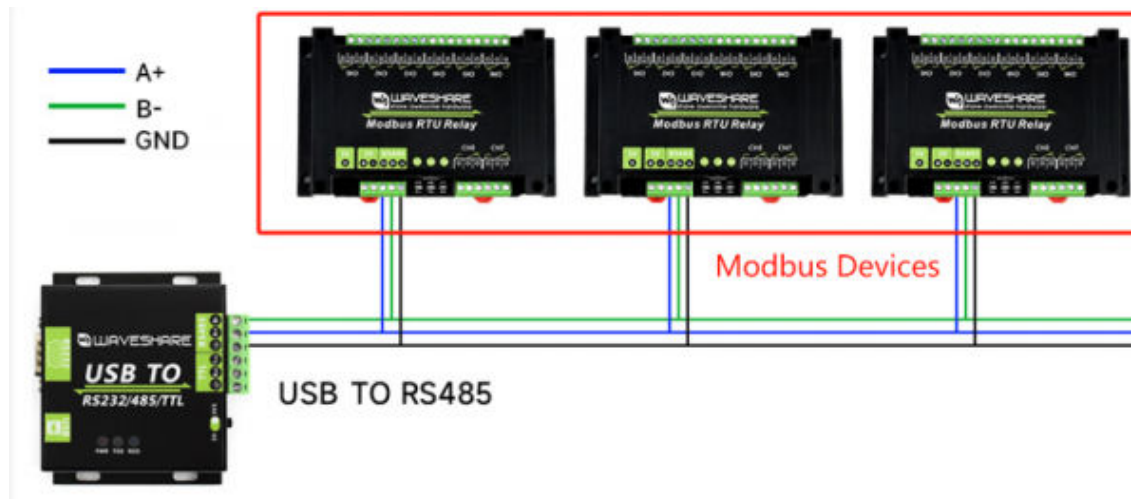 A+
B-
GND
WAVESHARE
Modbus RTU Relay
WAVESHARE
Modbus RTU Relay
WAVESHARE
Modbus RTU Relay
Modbus Devices
WAVESHARE
USB TO
RS232/485/TTL
USB TO RS485